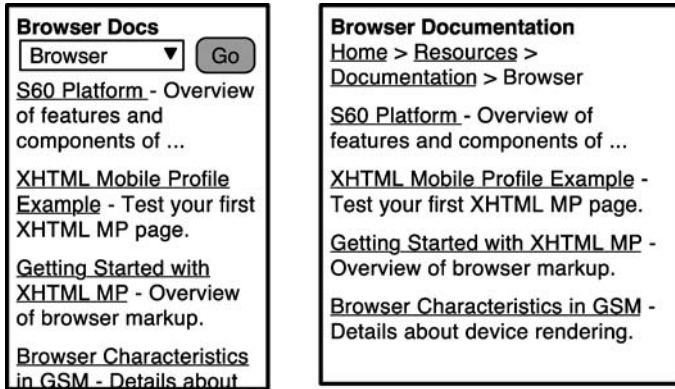 Browser Docs
Browser ▼ Go
S60 Platform - Overview
of features and
components of ...
XHTML Mobile Profile
Example - Test your first
XHTML MP page.
Getting Started with
XHTML MP - Overview
of browser markup.
Browser Characteristics
in GSM - Details about
Browser Documentation
Home > Resources >
Documentation > Browser
S60 Platform - Overview of
features and components of ...
XHTML Mobile Profile Example -
Test your first XHTML MP page.
Getting Started with XHTML MP -
Overview of browser markup.
Browser Characteristics in GSM -
Details about device rendering.